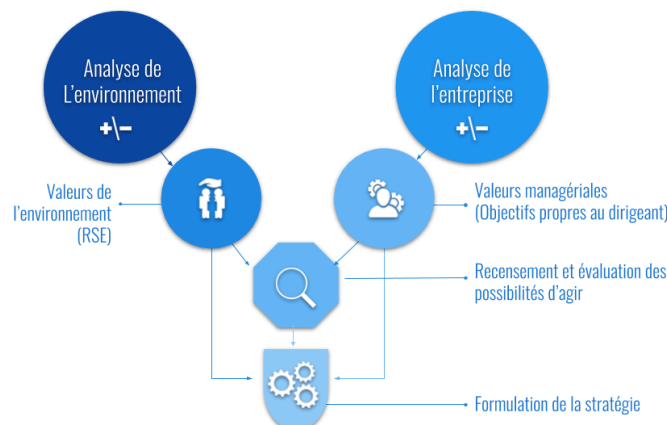 Analyse de
L'environnement
+\-
Analyse de
l'entreprise
+\-
Valeurs de
l'environnement
(RSE)
Valeurs managériales
(Objectifs propres au dirigeant)
Recensement et évaluation des
possibilités d'agir
Formulation de la stratégie